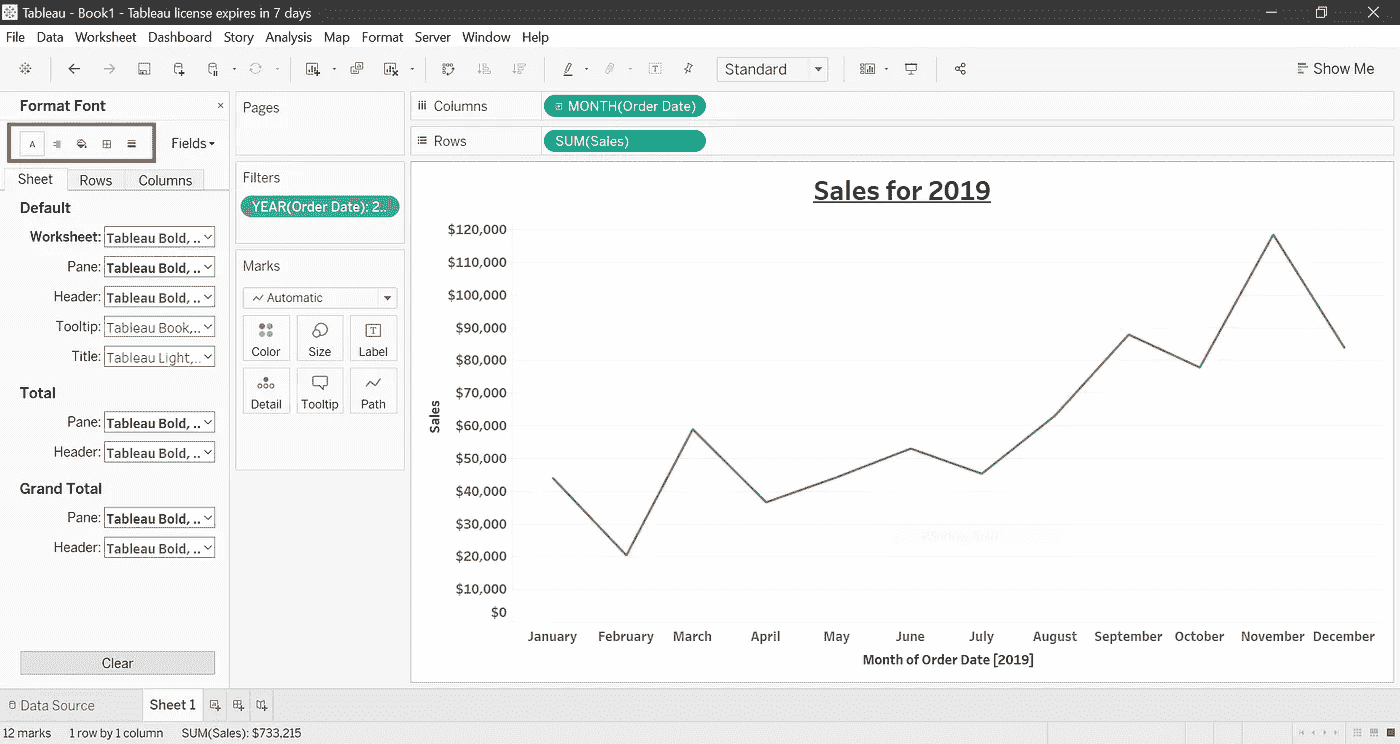 Tableau - Book1 - Tableau license expires in 7 days
File Data Worksheet Dashboard Story Analysis Map Format Server Window Help
Standard
Show Me
Format Font
Fields
Sheet Rows Columns
Default
Worksheet: Tableau Bold, ..
Pane: Tableau Bold, ..
Header: Tableau Bold, ..
Tooltip: Tableau Book,..
Title: Tableau Light,..
Total
Pane: Tableau Bold, ..
Header: Tableau Bold, ..
Grand Total
Pane: Tableau Bold, ..
Header: Tableau Bold, ..
Clear
Pages
Filters
YEAR(Order Date): 2..
Marks
Automatic
Color Size Label
Detail Tooltip Path
Columns MONTH(Order Date)
Rows SUM(Sales)
Sales for 2019
$120,000
$110,000
$100,000
$90,000
$80,000
$70,000
$60,000
$50,000
$40,000
$30,000
$20,000
$10,000
$0
Sales
January February March April May June July August September October November December
Month of Order Date [2019]
Data Source Sheet 1
12 marks 1 row by 1 column SUM(Sales): $733,215